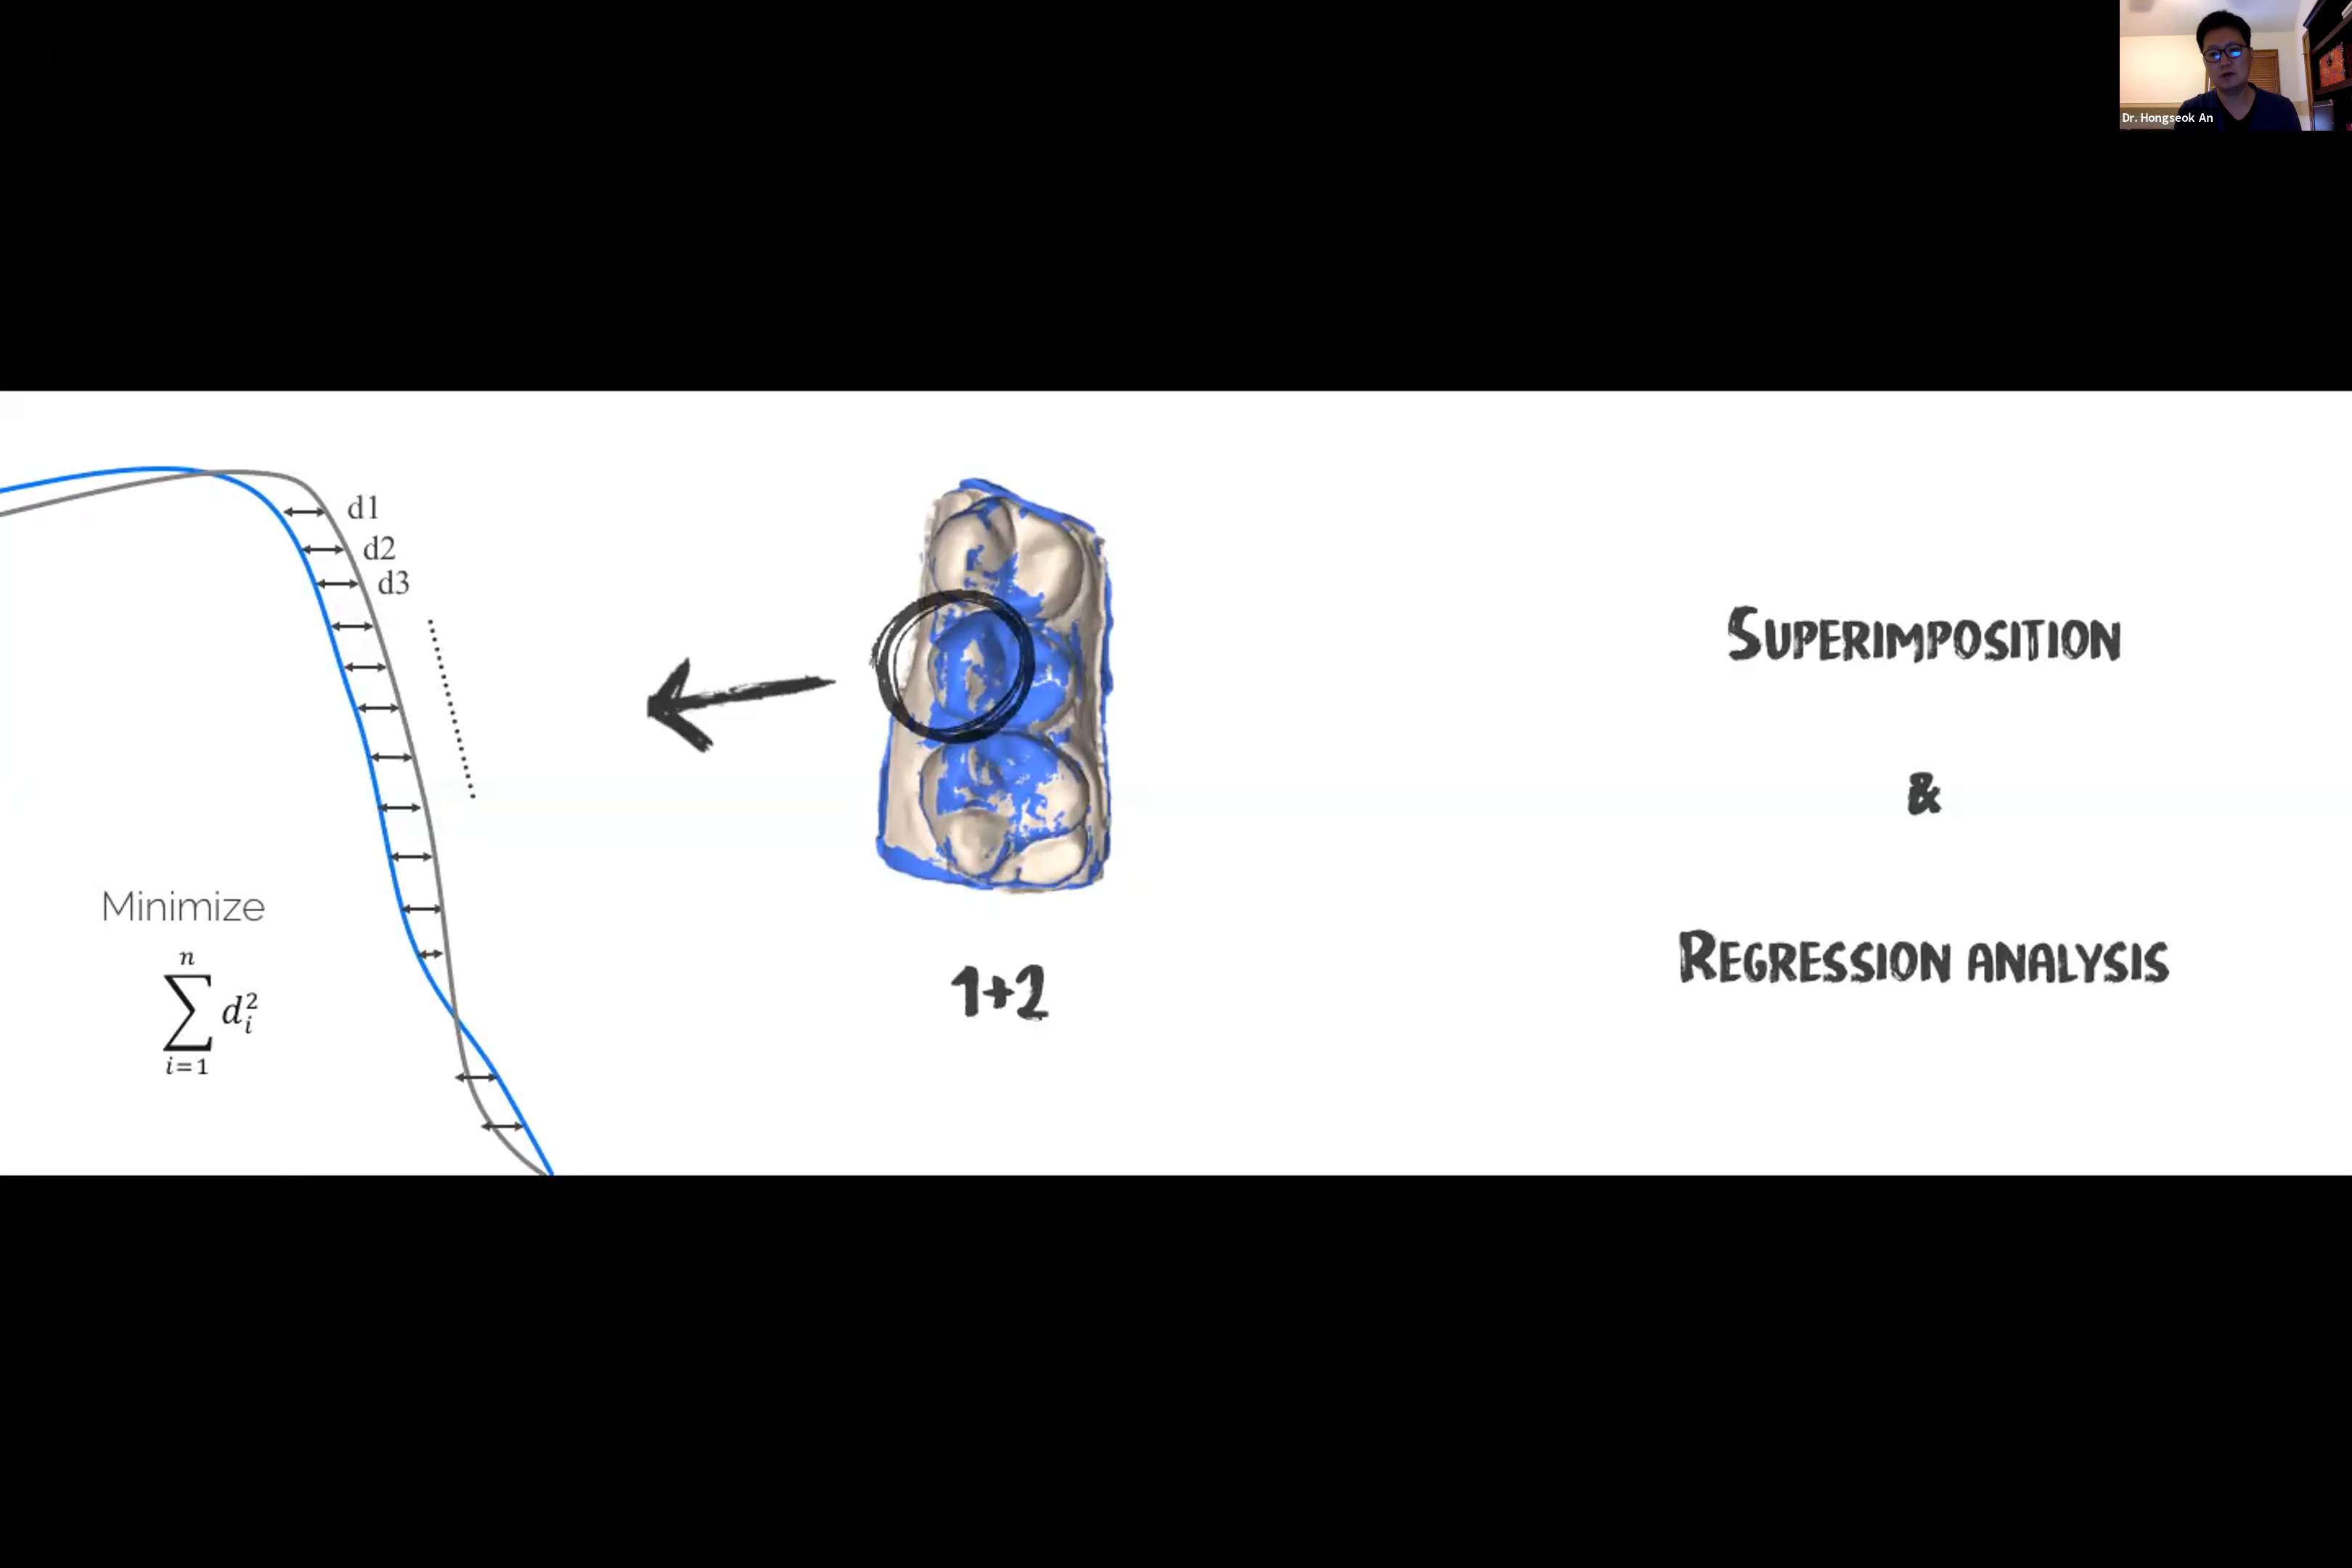 Dr. Hongseok An
d1
d2
d3
Minimize
n
∑ d_i^2
i=1
1+2
SUPERIMPOSITION
&
REGRESSION ANALYSIS